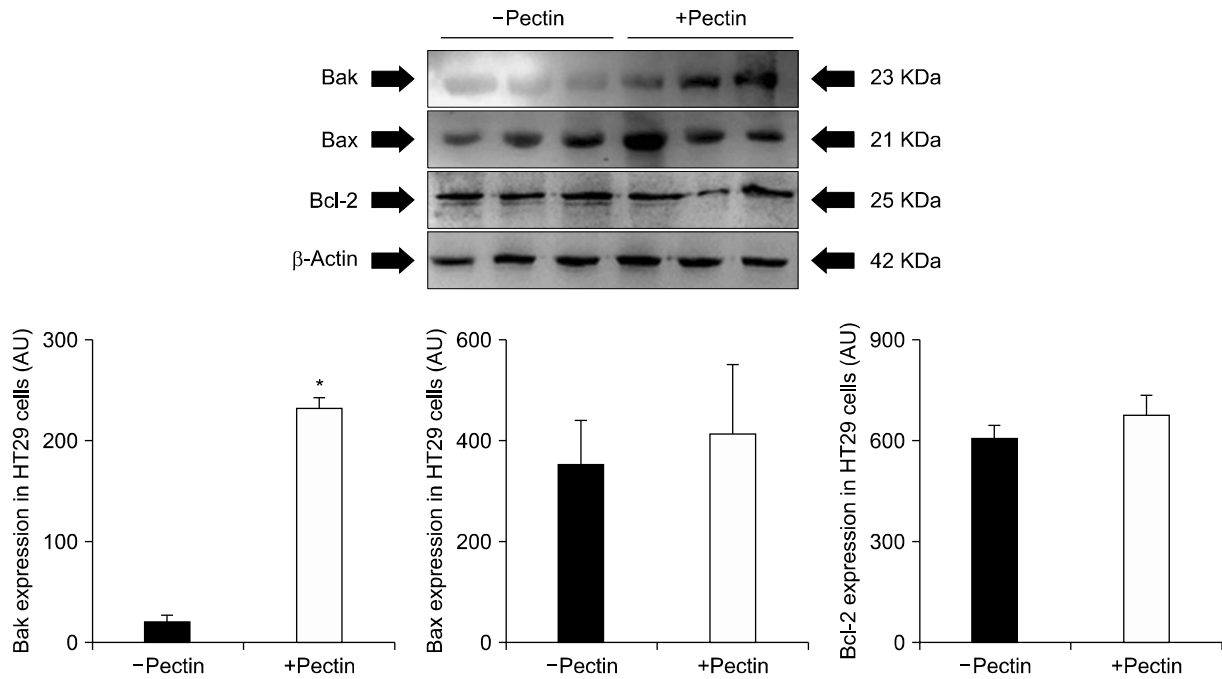 −Pectin +Pectin
Bak 23 KDa
Bax 21 KDa
Bcl-2 25 KDa
β-Actin 42 KDa
Bak expression in HT29 cells (AU)
300
200
100
0
*
−Pectin +Pectin
Bax expression in HT29 cells (AU)
600
400
200
0
−Pectin +Pectin
Bcl-2 expression in HT29 cells (AU)
900
600
300
0
−Pectin +Pectin